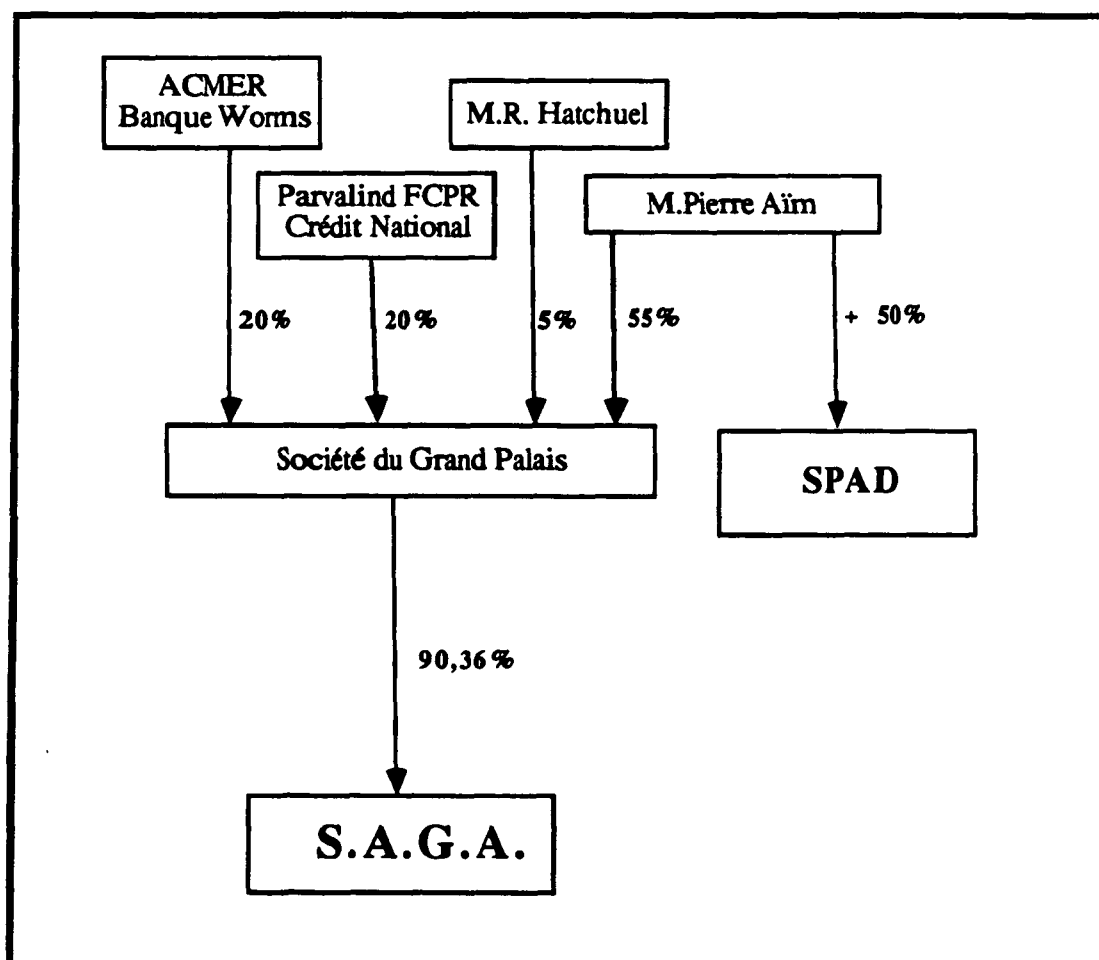 ACMER
Banque Worms
M.R. Hatchuel
Parvalind FCPR
Crédit National
M.Pierre Aïm
20%
20%
5%
55%
+ 50%
Société du Grand Palais
SPAD
90,36%
S.A.G.A.